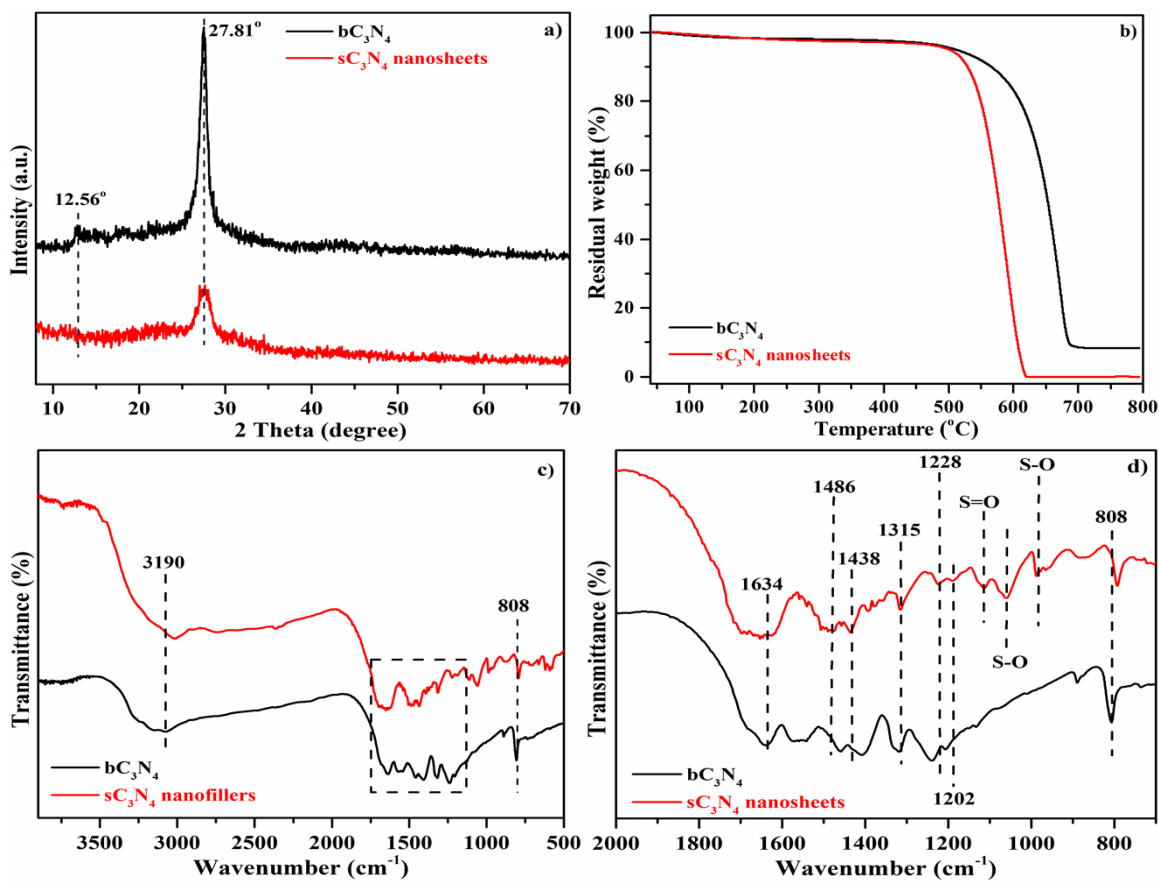 27.81°
a)
bC₃N₄
sC₃N₄ nanosheets
12.56°
Intensity (a.u.)
10 20 30 40 50 60 70
2 Theta (degree)
b)
100
80
60
40
20
0
Residual weight (%)
bC₃N₄
sC₃N₄ nanosheets
100 200 300 400 500 600 700 800
Temperature (°C)
c)
3190
808
Transmittance (%)
bC₃N₄
sC₃N₄ nanofillers
3500 3000 2500 2000 1500 1000 500
Wavenumber (cm⁻¹)
d)
1228
S-O
1486
S=O
1315
808
1438
1634
S-O
Transmittance (%)
bC₃N₄
sC₃N₄ nanosheets
1202
2000 1800 1600 1400 1200 1000 800
Wavenumber (cm⁻¹)